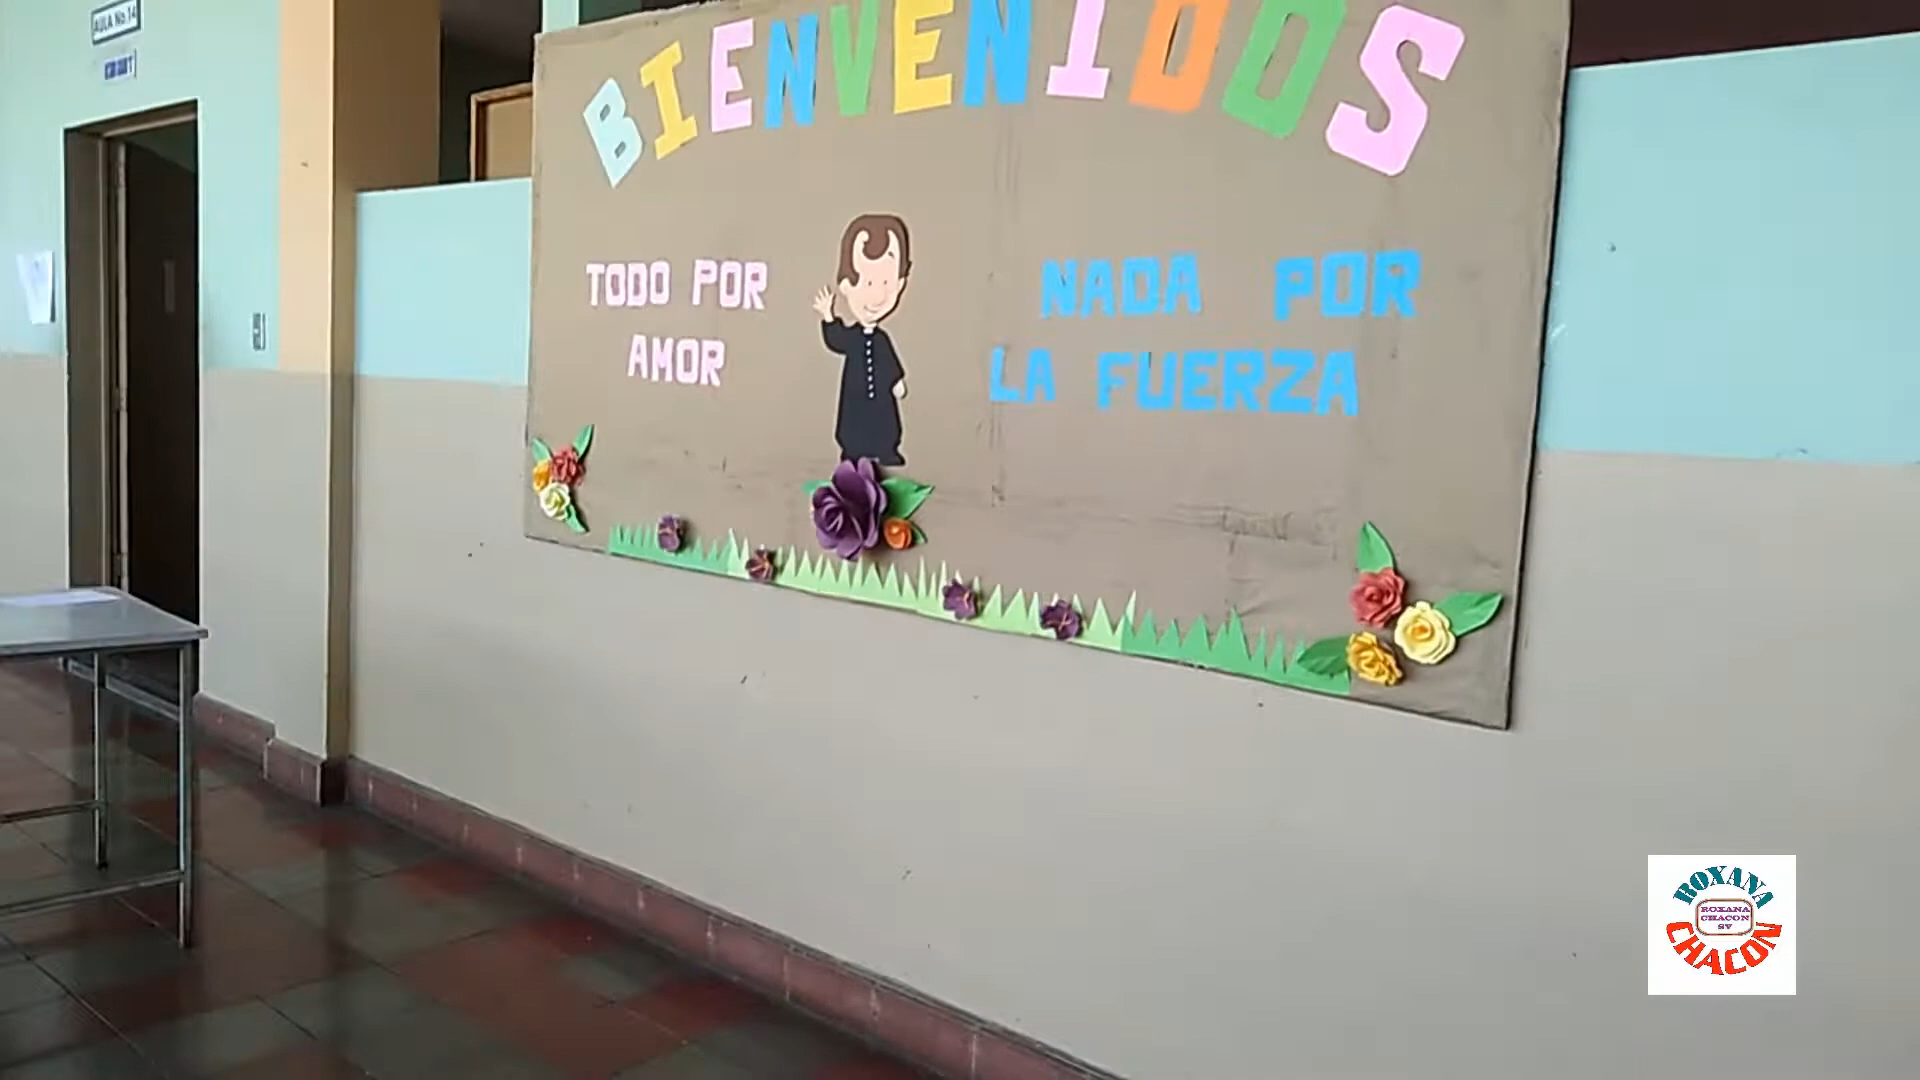 AULA No.14
BIENVENIDOS
TODO POR
AMOR
NADA POR
LA FUERZA
ROXANA
ROXANA
CHACON
SV
CHACON